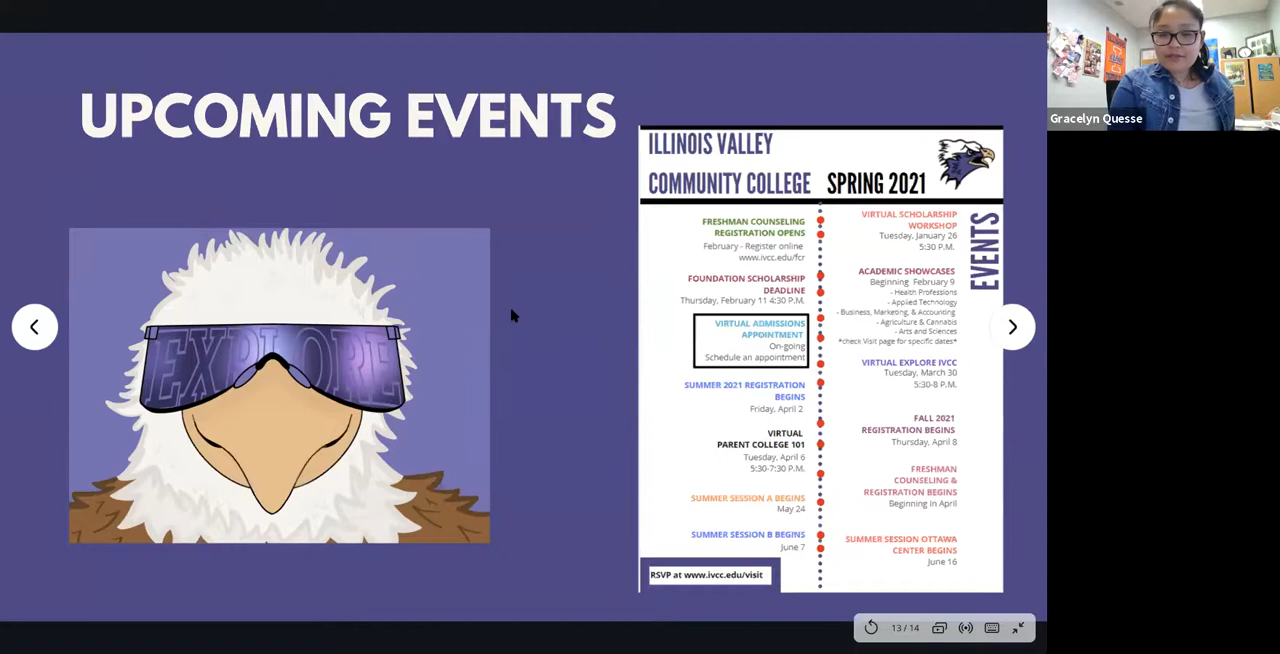 UPCOMING EVENTS
EXPLORE
ILLINOIS VALLEY
COMMUNITY COLLEGE SPRING 2021
EVENTS
FRESHMAN COUNSELING
REGISTRATION OPENS
February - Register online
www.ivcc.edu/fcr
FOUNDATION SCHOLARSHIP
DEADLINE
Thursday, February 11 4:30 P.M.
VIRTUAL ADMISSIONS
APPOINTMENT
On-going
Schedule an appointment
SUMMER 2021 REGISTRATION
BEGINS
Friday, April 2
VIRTUAL
PARENT COLLEGE 101
Tuesday, April 6
5:30-7:30 P.M.
SUMMER SESSION A BEGINS
May 24
SUMMER SESSION B BEGINS
June 7
RSVP at www.ivcc.edu/visit
VIRTUAL SCHOLARSHIP
WORKSHOP
Tuesday, January 26
5:30 P.M.
ACADEMIC SHOWCASES
Beginning February 9
- Health Professions
- Applied Technology
- Business, Marketing, & Accounting
- Agriculture & Cannabis
- Arts and Sciences
*check Visit page for specific dates*
VIRTUAL EXPLORE IVCC
Tuesday, March 30
5:30-8 P.M.
FALL 2021
REGISTRATION BEGINS
Thursday, April 8
FRESHMAN
COUNSELING &
REGISTRATION BEGINS
Beginning in April
SUMMER SESSION OTTAWA
CENTER BEGINS
June 16
13 / 14
Gracelyn Quesse